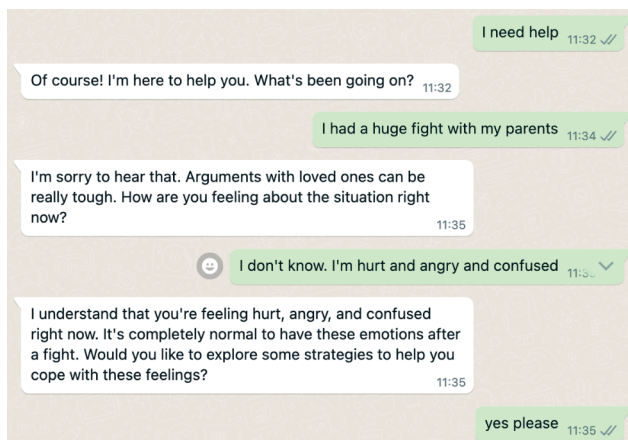 I need help 11:32
Of course! I'm here to help you. What's been going on? 11:32
I had a huge fight with my parents 11:34
I'm sorry to hear that. Arguments with loved ones can be
really tough. How are you feeling about the situation right
now?
11:35
I don't know. I'm hurt and angry and confused
I understand that you're feeling hurt, angry, and confused
right now. It's completely normal to have these emotions after
a fight. Would you like to explore some strategies to help you
cope with these feelings?
11:35
yes please 11:35